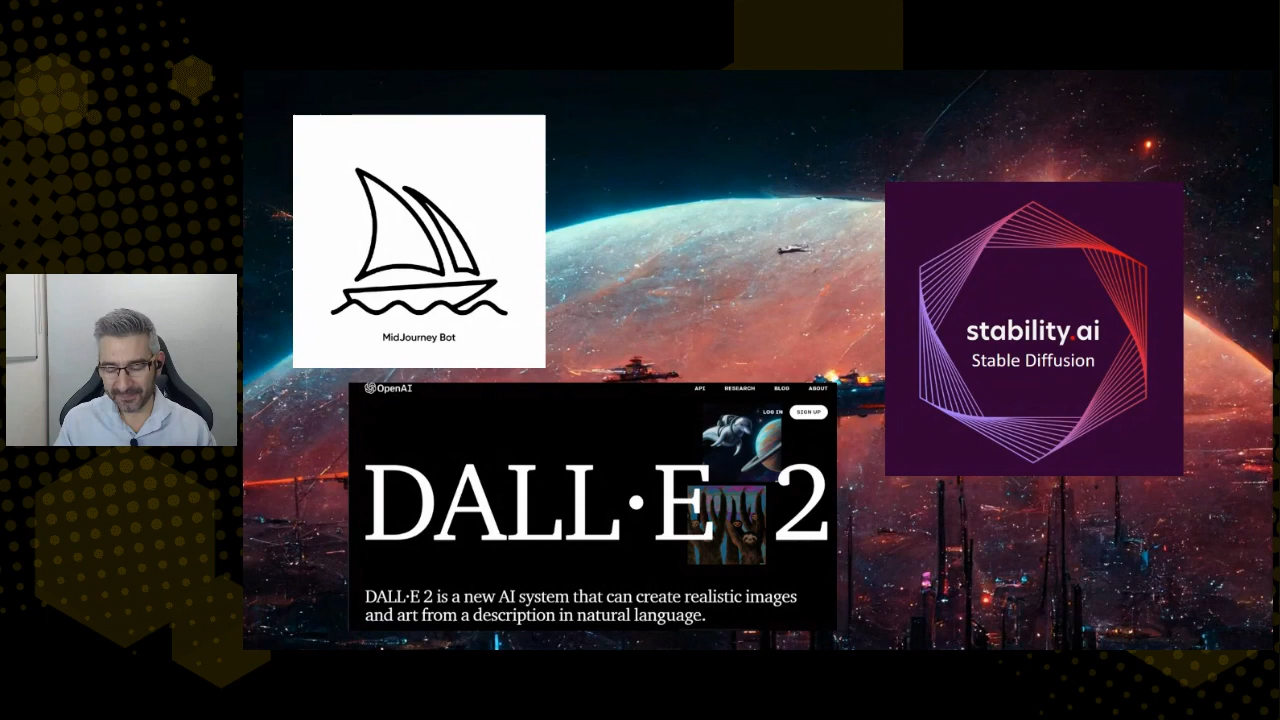 MidJourney Bot
OpenAI
API RESEARCH BLOG ABOUT
LOG IN SIGN UP
DALL·E 2
DALL·E 2 is a new AI system that can create realistic images
and art from a description in natural language.
stability.ai
Stable Diffusion